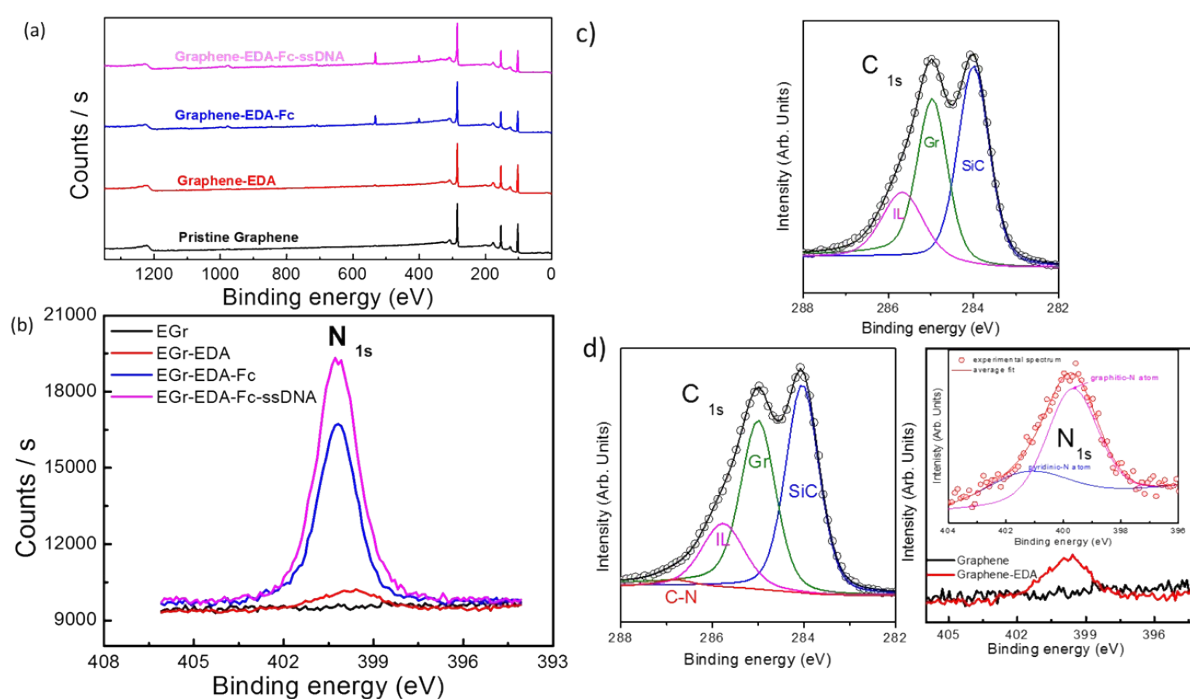 (a)
Graphene-EDA-Fc-ssDNA
Graphene-EDA-Fc
Graphene-EDA
Pristine Graphene
Counts / s
1200 1000 800 600 400 200 0
Binding energy (eV)
(b)
21000
18000
15000
12000
9000
Counts / s
EGr
EGr-EDA
EGr-EDA-Fc
EGr-EDA-Fc-ssDNA
N 1s
408 405 402 399 396 393
Binding energy (eV)
c)
C 1s
Gr
SiC
IL
Intensity (Arb. Units)
288 286 284 282
Binding energy (eV)
d)
C 1s
Gr
SiC
IL
C-N
Intensity (Arb. Units)
288 286 284 282
Binding energy (eV)
experimental spectrum
average fit
graphitio-N atom
N1s
pyridinio-N atom
Intenisty (Arb. Units)
404 402 400 398 396
Binding energy (eV)
Graphene
Graphene-EDA
Intensity (Arb. Units)
405 402 399 396
Binding energy (eV)